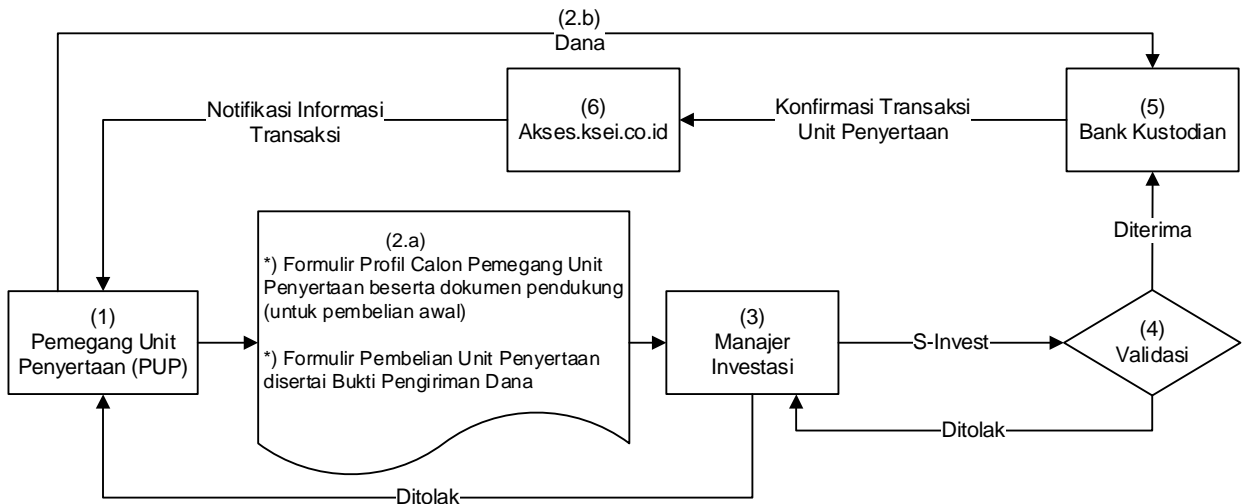 (2.b)
Dana
Notifikasi Informasi
Transaksi
(6)
Akses.ksei.co.id
Konfirmasi Transaksi
Unit Penyertaan
(5)
Bank Kustodian
Diterima
(1)
Pemegang Unit
Penyertaan (PUP)
(2.a)
*) Formulir Profil Calon Pemegang Unit
Penyertaan beserta dokumen pendukung
(untuk pembelian awal)
*) Formulir Pembelian Unit Penyertaan
disertai Bukti Pengiriman Dana
(3)
Manajer
Investasi
S-Invest
(4)
Validasi
Ditolak
Ditolak